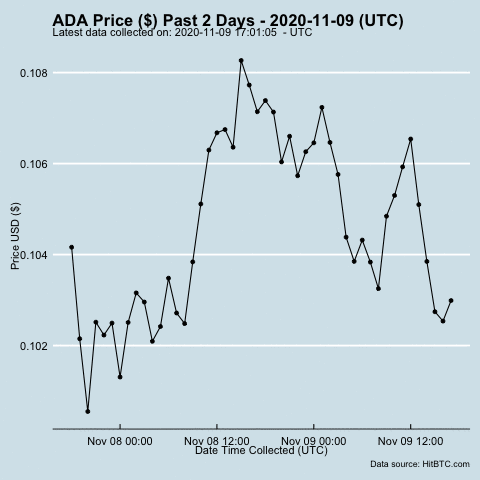 ADA Price ($) Past 2 Days - 2020-11-09 (UTC)
Latest data collected on: 2020-11-09 17:01:05 - UTC
0.108
0.106
0.104
0.102
Price USD ($)
Nov 08 00:00 Nov 08 12:00 Nov 09 00:00 Nov 09 12:00
Date Time Collected (UTC)
Data source: HitBTC.com